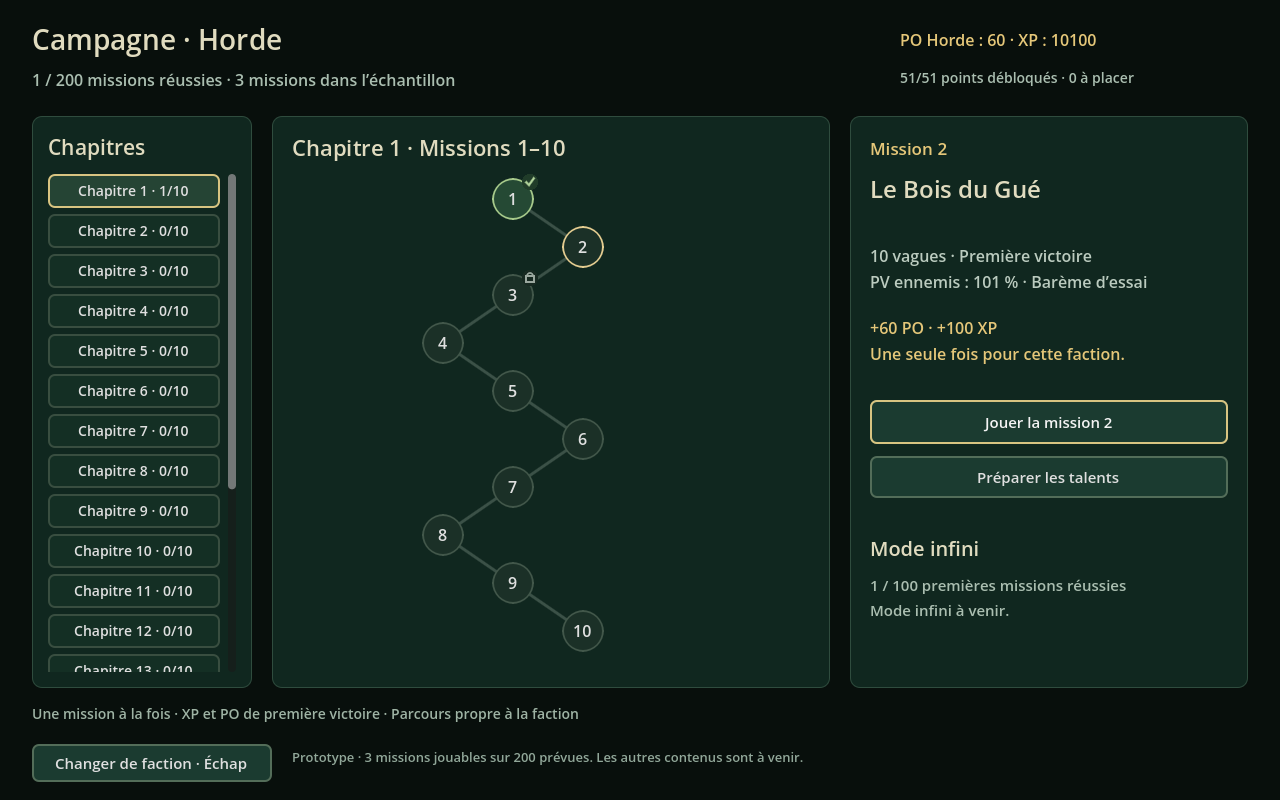 Campagne · Horde
1 / 200 missions réussies · 3 missions dans l’échantillon
PO Horde : 60 · XP : 10100
51/51 points débloqués · 0 à placer
Chapitres
Chapitre 1 · 1/10
Chapitre 2 · 0/10
Chapitre 3 · 0/10
Chapitre 4 · 0/10
Chapitre 5 · 0/10
Chapitre 6 · 0/10
Chapitre 7 · 0/10
Chapitre 8 · 0/10
Chapitre 9 · 0/10
Chapitre 10 · 0/10
Chapitre 11 · 0/10
Chapitre 12 · 0/10
Chapitre 13 · 0/10
Chapitre 1 · Missions 1–10
1
2
3
4
5
6
7
8
9
10
Mission 2
Le Bois du Gué
10 vagues · Première victoire
PV ennemis : 101 % · Barème d’essai
+60 PO · +100 XP
Une seule fois pour cette faction.
Jouer la mission 2
Préparer les talents
Mode infini
1 / 100 premières missions réussies
Mode infini à venir.
Une mission à la fois · XP et PO de première victoire · Parcours propre à la faction
Changer de faction · Échap
Prototype · 3 missions jouables sur 200 prévues. Les autres contenus sont à venir.